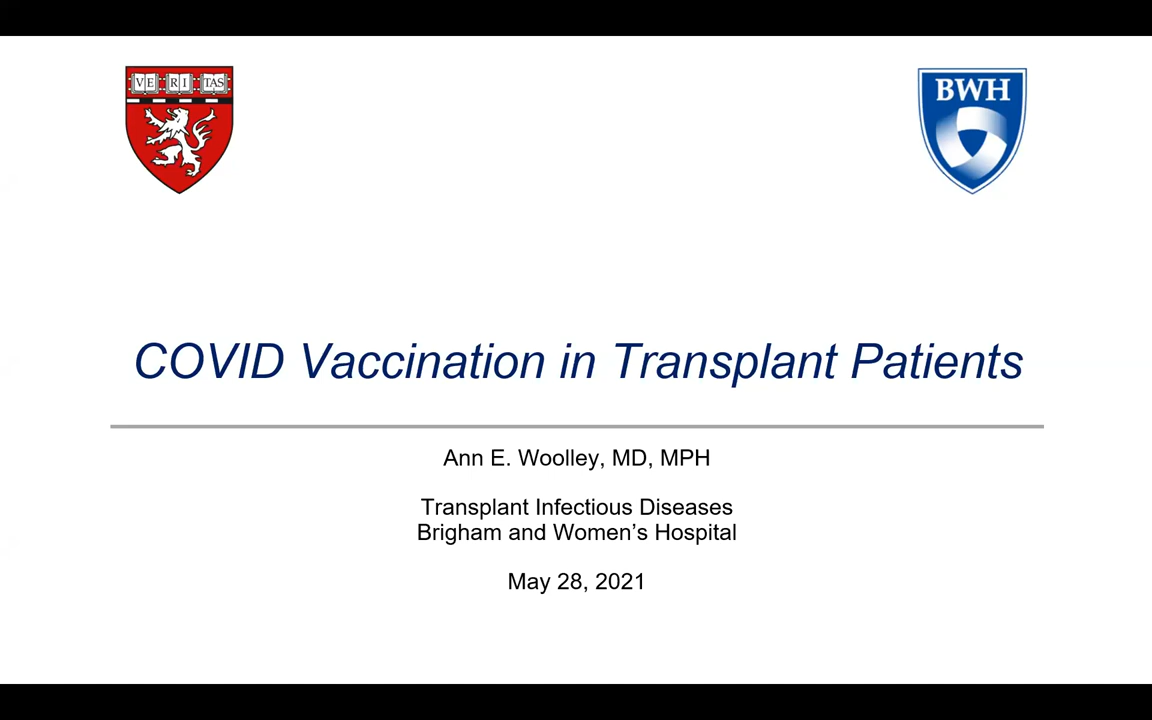 VE RI TAS
BWH
COVID Vaccination in Transplant Patients
Ann E. Woolley, MD, MPH
Transplant Infectious Diseases
Brigham and Women’s Hospital
May 28, 2021